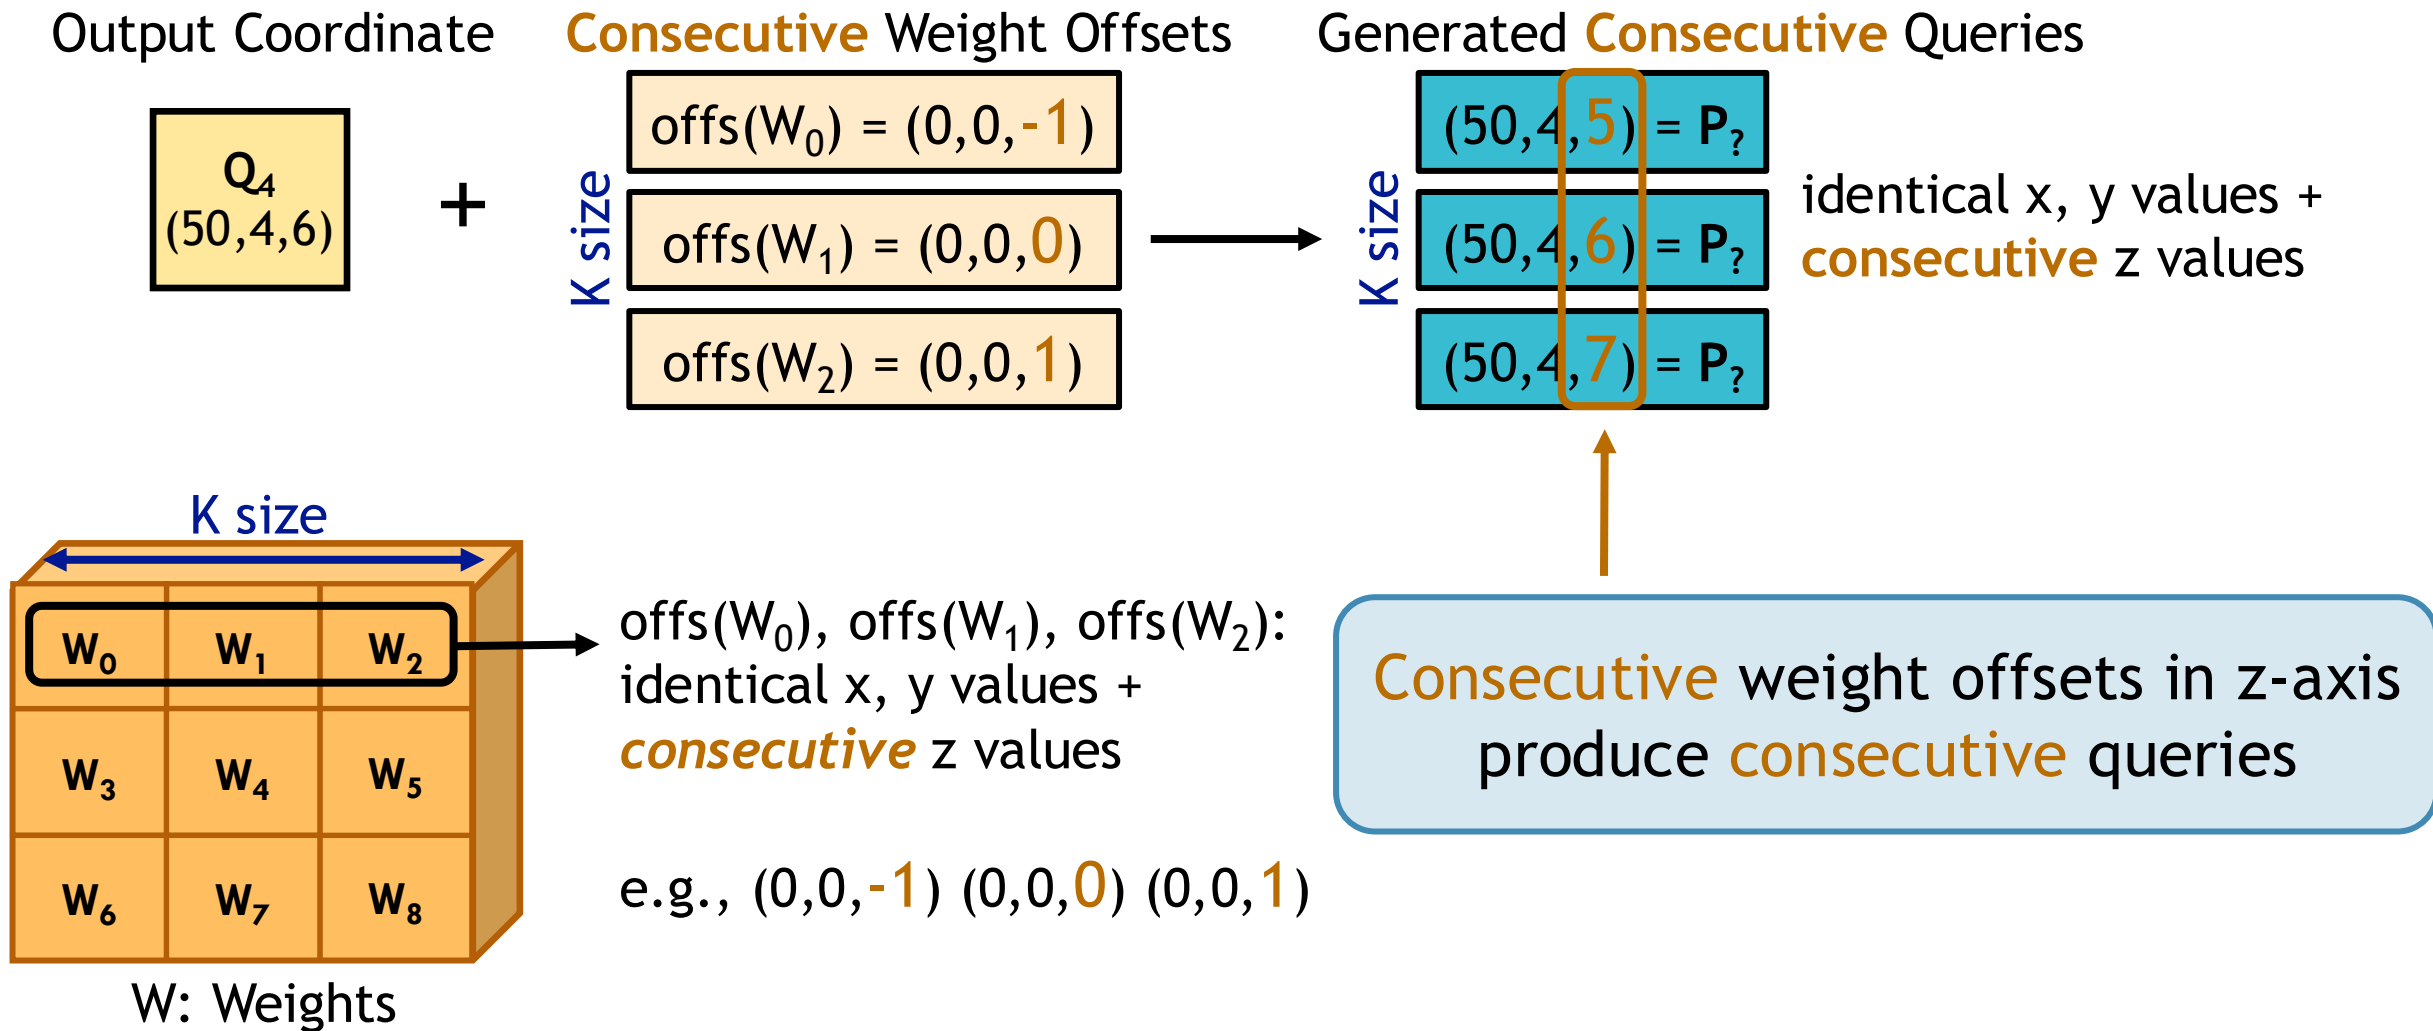 Output Coordinate
Q₄
(50,4,6)
+
Consecutive Weight Offsets
K size
offs(W₀) = (0,0,-1)
offs(W₁) = (0,0,0)
offs(W₂) = (0,0,1)
Generated Consecutive Queries
K size
(50,4,5) = P?
(50,4,6) = P?
(50,4,7) = P?
identical x, y values +
consecutive z values
K size
W₀ W₁ W₂
W₃ W₄ W₅
W₆ W₇ W₈
W: Weights
offs(W₀), offs(W₁), offs(W₂):
identical x, y values +
consecutive z values
e.g., (0,0,-1) (0,0,0) (0,0,1)
Consecutive weight offsets in z-axis
produce consecutive queries